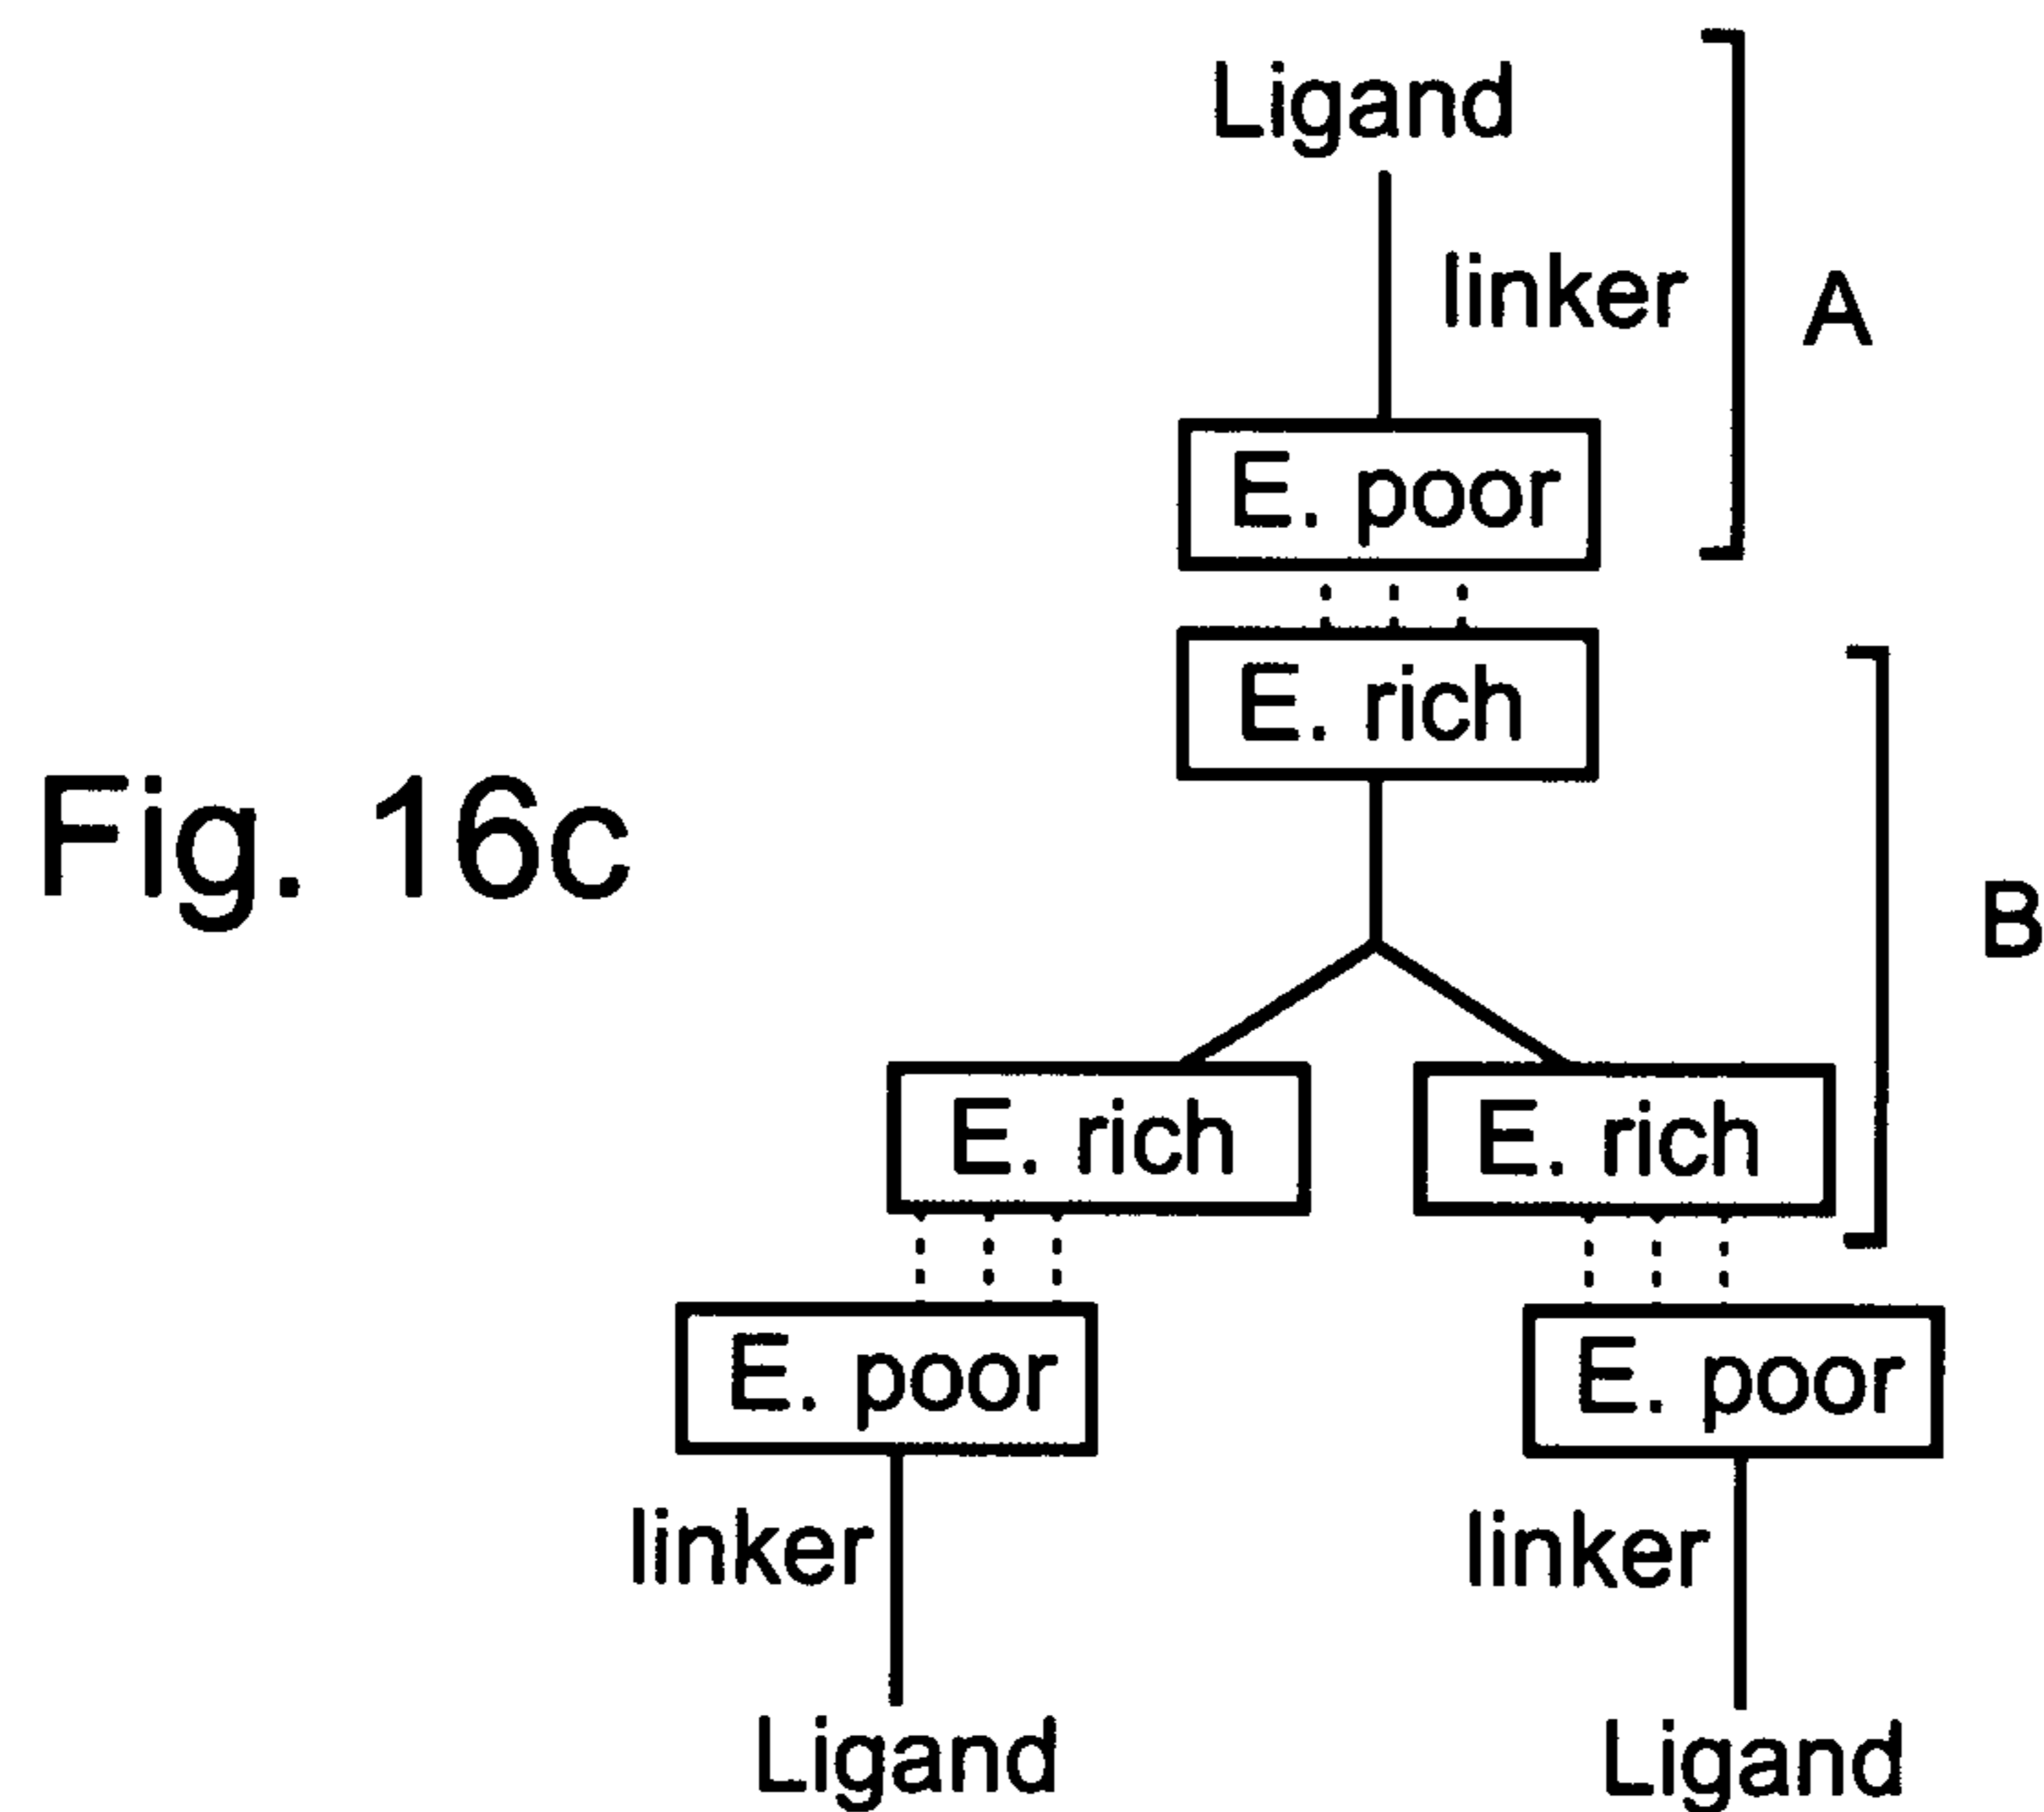 Ligand
linker
A
E. poor
E. rich
Fig. 16c
B
E. rich E. rich
E. poor E. poor
linker linker
Ligand Ligand